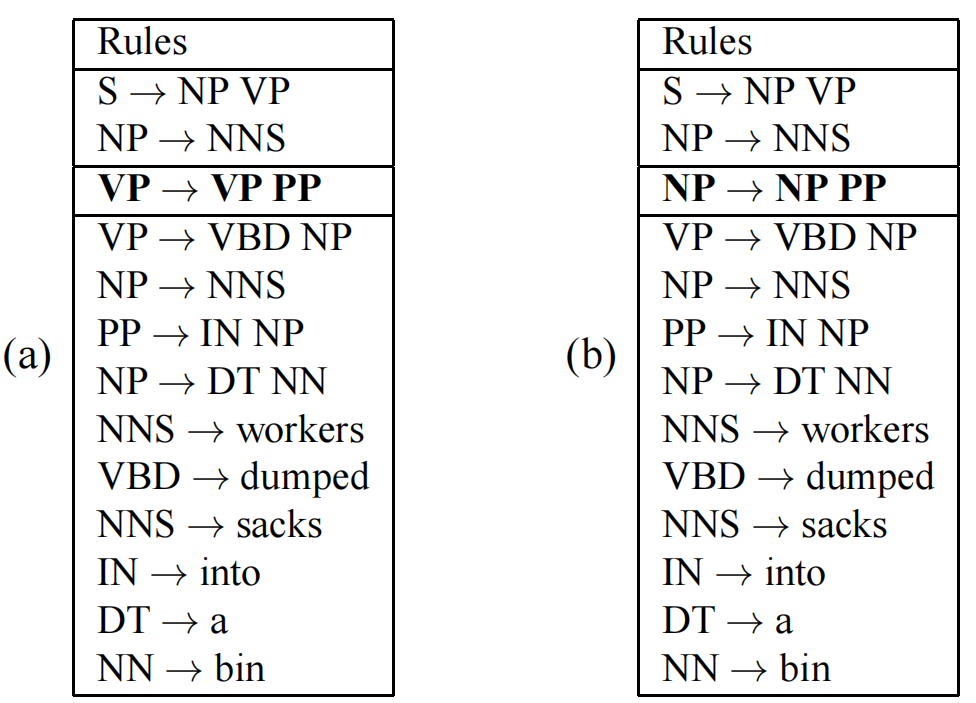 (a)
Rules
S → NP VP
NP → NNS
VP → VP PP
VP → VBD NP
NP → NNS
PP → IN NP
NP → DT NN
NNS → workers
VBD → dumped
NNS → sacks
IN → into
DT → a
NN → bin
(b)
Rules
S → NP VP
NP → NNS
NP → NP PP
VP → VBD NP
NP → NNS
PP → IN NP
NP → DT NN
NNS → workers
VBD → dumped
NNS → sacks
IN → into
DT → a
NN → bin